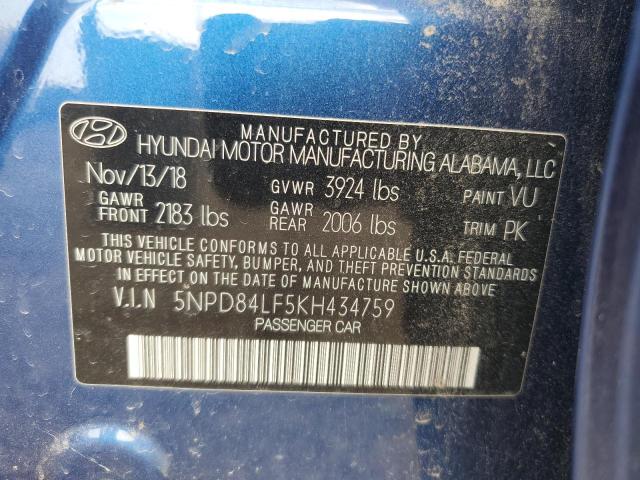 MANUFACTURED BY
HYUNDAI MOTOR MANUFACTURING ALABAMA, LLC
Nov/13/18 GVWR 3924 lbs PAINT VU
GAWR FRONT 2183 lbs GAWR REAR 2006 lbs TRIM PK
THIS VEHICLE CONFORMS TO ALL APPLICABLE U.S.A. FEDERAL
MOTOR VEHICLE SAFETY, BUMPER, AND THEFT PREVENTION STANDARDS
IN EFFECT ON THE DATE OF MANUFACTURE SHOWN ABOVE.
V.I.N 5NPD84LF5KH434759
PASSENGER CAR